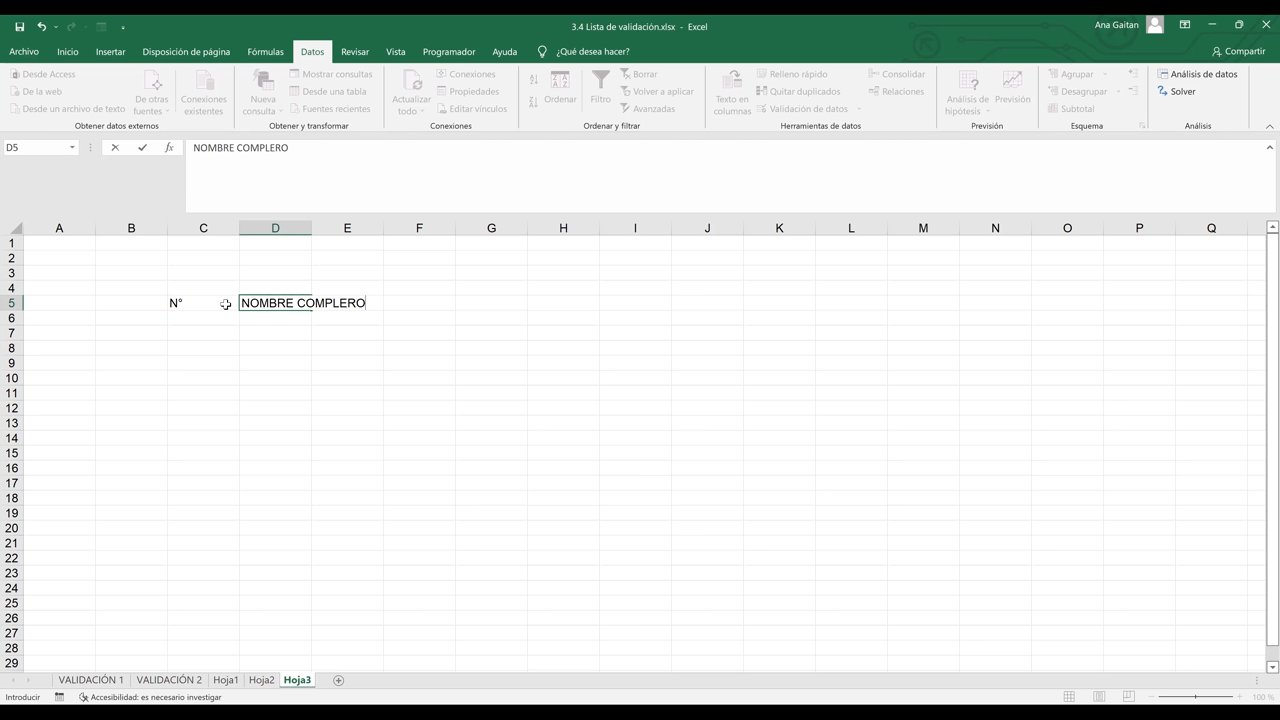 3.4 Lista de validación.xlsx - Excel
Ana Gaitan
Archivo Inicio Insertar Disposición de página Fórmulas Datos Revisar Vista Programador Ayuda ¿Qué desea hacer? Compartir
Desde Access
De la web
Desde un archivo de texto
De otras fuentes
Conexiones existentes
Obtener datos externos
Nueva consulta
Mostrar consultas
Desde una tabla
Fuentes recientes
Obtener y transformar
Actualizar todo
Conexiones
Propiedades
Editar vínculos
Conexiones
Ordenar
Filtro
Borrar
Volver a aplicar
Avanzadas
Ordenar y filtrar
Texto en columnas
Relleno rápido
Quitar duplicados
Validación de datos
Consolidar
Relaciones
Herramientas de datos
Análisis de hipótesis
Previsión
Previsión
Agrupar
Desagrupar
Subtotal
Esquema
Análisis de datos
Solver
Análisis
D5 fx NOMBRE COMPLERO
A B C D E F G H I J K L M N O P Q
1
2
3
4
5 N° NOMBRE COMPLERO
6
7
8
9
10
11
12
13
14
15
16
17
18
19
20
21
22
23
24
25
26
27
28
29
VALIDACIÓN 1 VALIDACIÓN 2 Hoja1 Hoja2 Hoja3
Introducir Accesibilidad: es necesario investigar 100 %